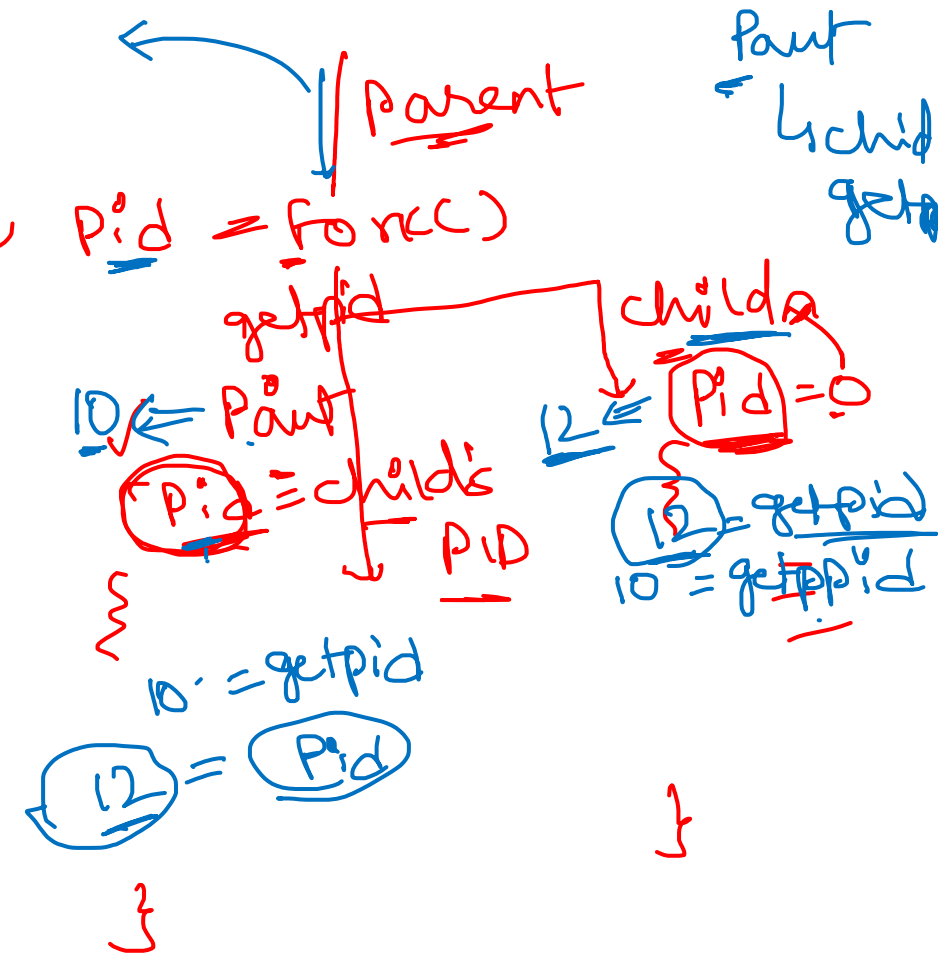 Parent
Pid = Fork()
getpid
child
Pid = 0
10
12
Pid = child's
PID
12 = getpid
10 = getppid
10 = getpid
12 = Pid
}
}